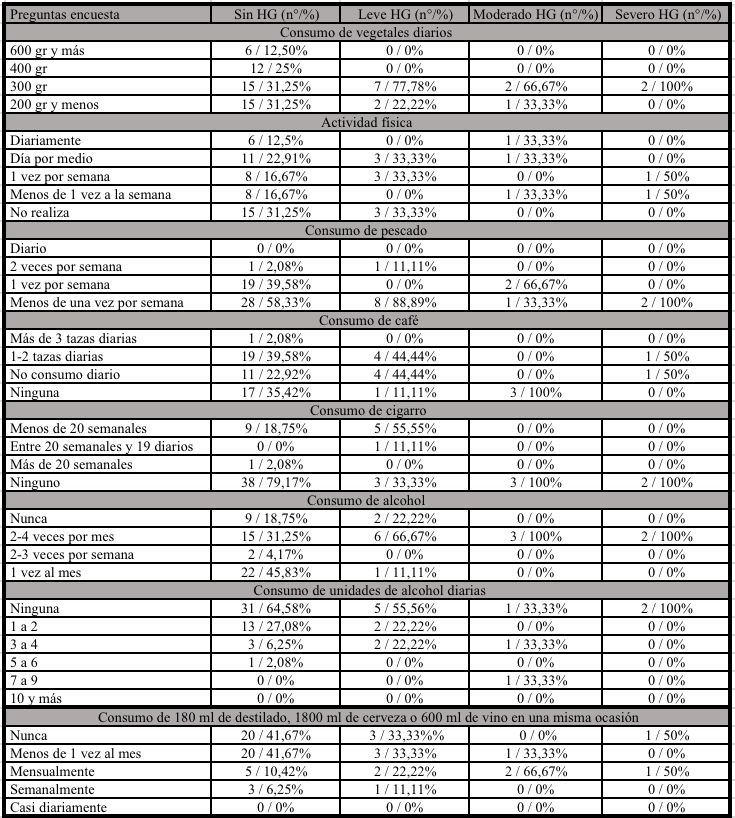 Preguntas encuesta Sin HG (n°/%) Leve HG (n°/%) Moderado HG (n°/%) Severo HG (n°/%)
Consumo de vegetales diarios
600 gr y más 6 / 12,50% 0 / 0% 0 / 0% 0 / 0%
400 gr 12 / 25% 0 / 0% 0 / 0% 0 / 0%
300 gr 15 / 31,25% 7 / 77,78% 2 / 66,67% 2 / 100%
200 gr y menos 15 / 31,25% 2 / 22,22% 1 / 33,33% 0 / 0%
Actividad física
Diariamente 6 / 12,5% 0 / 0% 1 / 33,33% 0 / 0%
Día por medio 11 / 22,91% 3 / 33,33% 1 / 33,33% 0 / 0%
1 vez por semana 8 / 16,67% 3 / 33,33% 0 / 0% 1 / 50%
Menos de 1 vez a la semana 8 / 16,67% 0 / 0% 1 / 33,33% 1 / 50%
No realiza 15 / 31,25% 3 / 33,33% 0 / 0% 0 / 0%
Consumo de pescado
Diario 0 / 0% 0 / 0% 0 / 0% 0 / 0%
2 veces por semana 1 / 2,08% 1 / 11,11% 0 / 0% 0 / 0%
1 vez por semana 19 / 39,58% 0 / 0% 2 / 66,67% 0 / 0%
Menos de una vez por semana 28 / 58,33% 8 / 88,89% 1 / 33,33% 2 / 100%
Consumo de café
Más de 3 tazas diarias 1 / 2,08% 0 / 0% 0 / 0% 0 / 0%
1-2 tazas diarias 19 / 39,58% 4 / 44,44% 0 / 0% 1 / 50%
No consumo diario 11 / 22,92% 4 / 44,44% 0 / 0% 1 / 50%
Ninguna 17 / 35,42% 1 / 11,11% 3 / 100% 0 / 0%
Consumo de cigarro
Menos de 20 semanales 9 / 18,75% 5 / 55,55% 0 / 0% 0 / 0%
Entre 20 semanales y 19 diarios 0 / 0% 1 / 11,11% 0 / 0% 0 / 0%
Más de 20 semanales 1 / 2,08% 0 / 0% 0 / 0% 0 / 0%
Ninguno 38 / 79,17% 3 / 33,33% 3 / 100% 2 / 100%
Consumo de alcohol
Nunca 9 / 18,75% 2 / 22,22% 0 / 0% 0 / 0%
2-4 veces por mes 15 / 31,25% 6 / 66,67% 3 / 100% 2 / 100%
2-3 veces por semana 2 / 4,17% 0 / 0% 0 / 0% 0 / 0%
1 vez al mes 22 / 45,83% 1 / 11,11% 0 / 0% 0 / 0%
Consumo de unidades de alcohol diarias
Ninguna 31 / 64,58% 5 / 55,56% 1 / 33,33% 2 / 100%
1 a 2 13 / 27,08% 2 / 22,22% 0 / 0% 0 / 0%
3 a 4 3 / 6,25% 2 / 22,22% 1 / 33,33% 0 / 0%
5 a 6 1 / 2,08% 0 / 0% 0 / 0% 0 / 0%
7 a 9 0 / 0% 0 / 0% 1 / 33,33% 0 / 0%
10 y más 0 / 0% 0 / 0% 0 / 0% 0 / 0%
Consumo de 180 ml de destilado, 1800 ml de cerveza o 600 ml de vino en una misma ocasión
Nunca 20 / 41,67% 3 / 33,33%% 0 / 0% 1 / 50%
Menos de 1 vez al mes 20 / 41,67% 3 / 33,33% 1 / 33,33% 0 / 0%
Mensualmente 5 / 10,42% 2 / 22,22% 2 / 66,67% 1 / 50%
Semanalmente 3 / 6,25% 1 / 11,11% 0 / 0% 0 / 0%
Casi diariamente 0 / 0% 0 / 0% 0 / 0% 0 / 0%